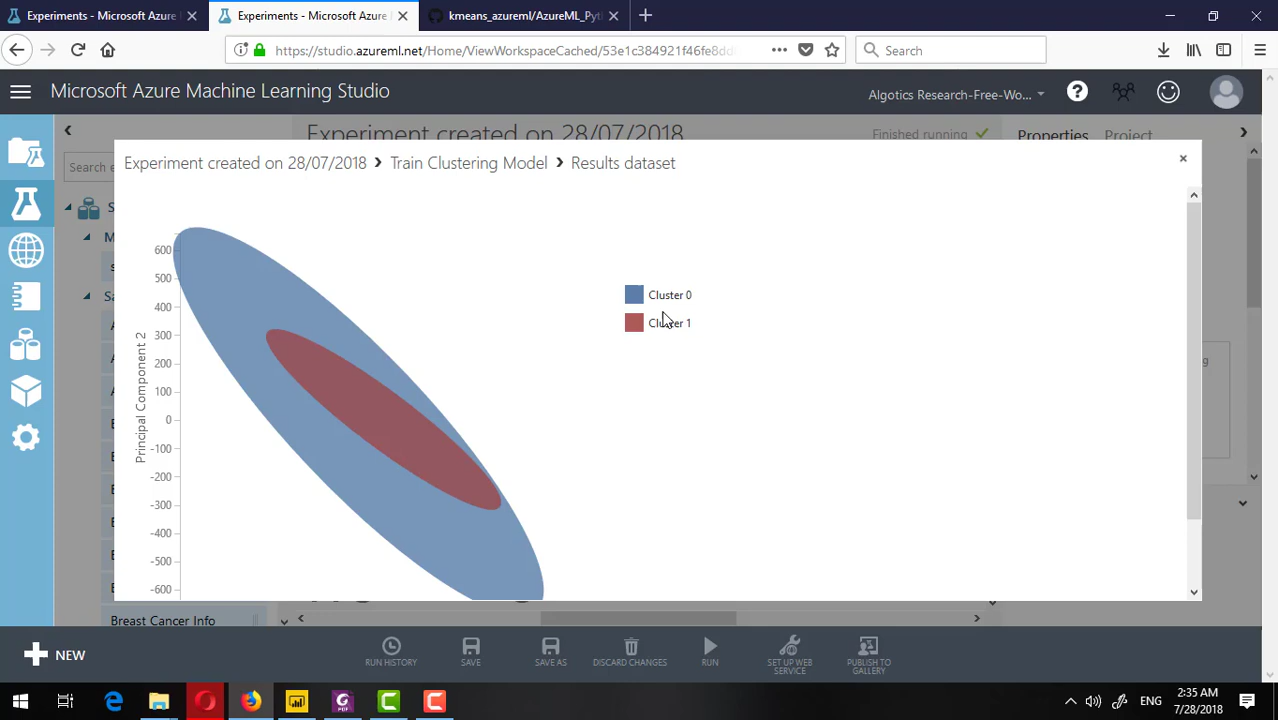 Experiments - Microsoft Azure
Experiments - Microsoft Azure
kmeans_azureml/AzureML_Pyt
https://studio.azureml.net/Home/ViewWorkspaceCached/53e1c384921f46fe8dd
Search
Microsoft Azure Machine Learning Studio
Algotics Research-Free-Wo...
Experiment created on 28/07/2018
Finished running
Properties
Project
Search e
Experiment created on 28/07/2018 > Train Clustering Model > Results dataset
Principal Component 2
600
500
400
300
200
100
0
-100
-200
-300
-400
-500
-600
Cluster 0
Cluster 1
Breast Cancer Info
NEW
RUN HISTORY
SAVE
SAVE AS
DISCARD CHANGES
RUN
SET UP WEB
SERVICE
PUBLISH TO
GALLERY
ENG
2:35 AM
7/28/2018